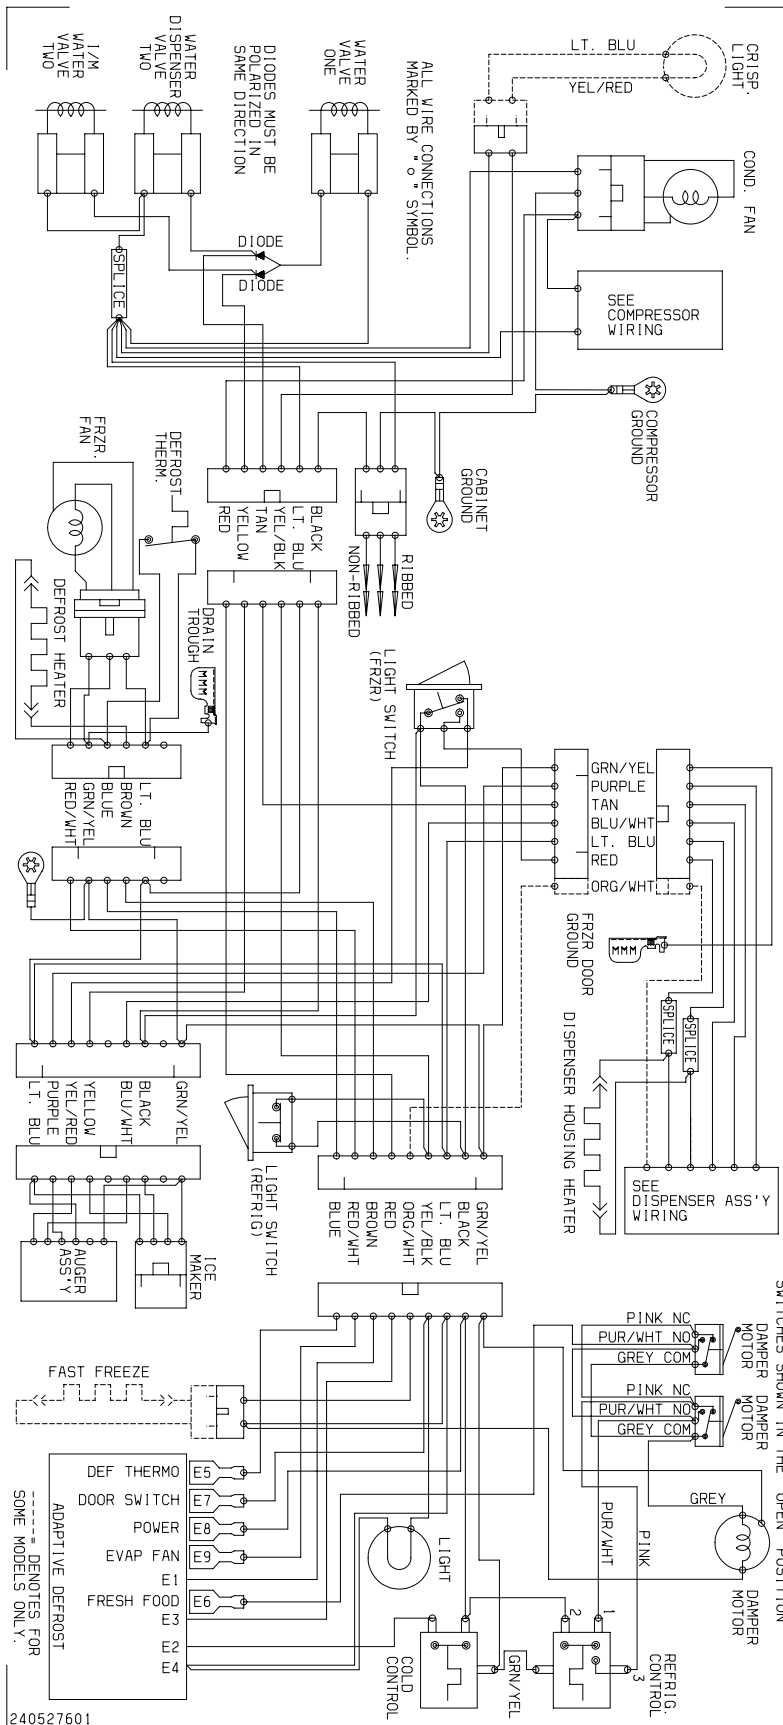 I/M
WATER
VALVE
TWO
WATER
DISPENSER
VALVE
TWO
DIODES MUST BE
POLARIZED IN
SAME DIRECTION
WATER
VALVE
ONE
ALL WIRE CONNECTIONS
MARKED BY "o" SYMBOL.
LT. BLU
YEL/RED
CRISP.
LIGHT
COND. FAN
DIODE
DIODE
SPLICE
SEE
COMPRESSOR
WIRING
COMPRESSOR
GROUND
CABINET
GROUND
FRZR.
FAN
DEFROST
THERM.
RED
YELLOW
TAN
YEL/BLK
LT. BLU
BLACK
NON-RIBBED
RIBBED
DEFROST HEATER
DRAIN
TROUGH
LIGHT SWITCH
(FRZR)
RED/WHT
GRN/YEL
BLUE
BROWN
LT. BLU
GRN/YEL
PURPLE
TAN
BLU/WHT
LT. BLU
RED
ORG/WHT
FRZR DOOR
GROUND
SPLICE
SPLICE
DISPENSER HOUSING HEATER
SEE
DISPENSER ASS'Y
WIRING
LT. BLU
PURPLE
YEL/RED
YELLOW
BLU/WHT
BLACK
GRN/YEL
LIGHT SWITCH
(REFRIG)
BLUE
RED/WHT
BROWN
RED
ORG/WHT
YEL/BLK
LT. BLU
BLACK
GRN/YEL
AUGER
ASS'Y
ICE
MAKER
SWITCHES SHOWN IN THE "OPEN" POSITION
PINK NC
PUR/WHT NO
GREY COM
DAMPER
MOTOR
PINK NC
PUR/WHT NO
GREY COM
DAMPER
MOTOR
FAST FREEZE
GREY
DAMPER
MOTOR
PINK
PUR/WHT
DEF THERMO E5
DOOR SWITCH E7
POWER E8
EVAP FAN E9
E1
FRESH FOOD E6
E3
E2
E4
ADAPTIVE DEFROST
LIGHT
COLD
CONTROL
GRN/YEL
1
2
3
REFRIG.
CONTROL
-----= DENOTES FOR
SOME MODELS ONLY.
240527601